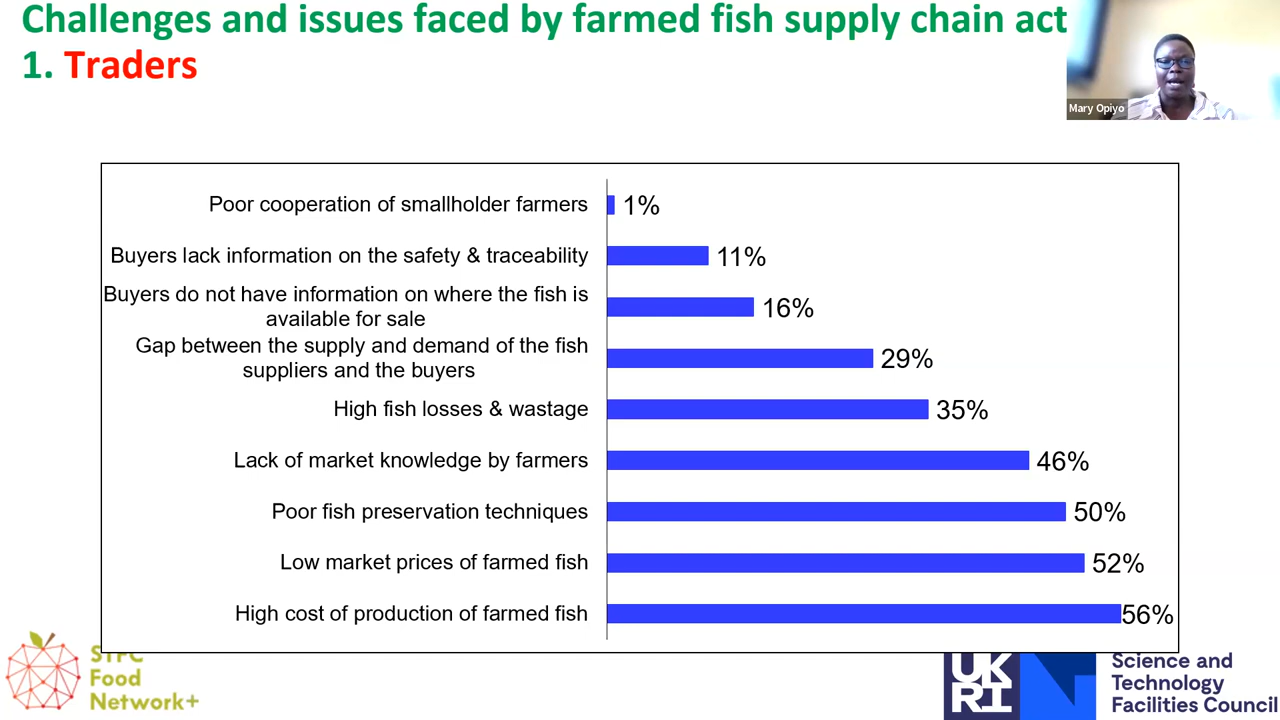 Challenges and issues faced by farmed fish supply chain act
1. Traders
Mary Opiyo
Poor cooperation of smallholder farmers
1%
Buyers lack information on the safety & traceability
11%
Buyers do not have information on where the fish is
available for sale
16%
Gap between the supply and demand of the fish
suppliers and the buyers
29%
High fish losses & wastage
35%
Lack of market knowledge by farmers
46%
Poor fish preservation techniques
50%
Low market prices of farmed fish
52%
High cost of production of farmed fish
56%
STFC
Food
Network+
UK
RI
Science and
Technology
Facilities Council